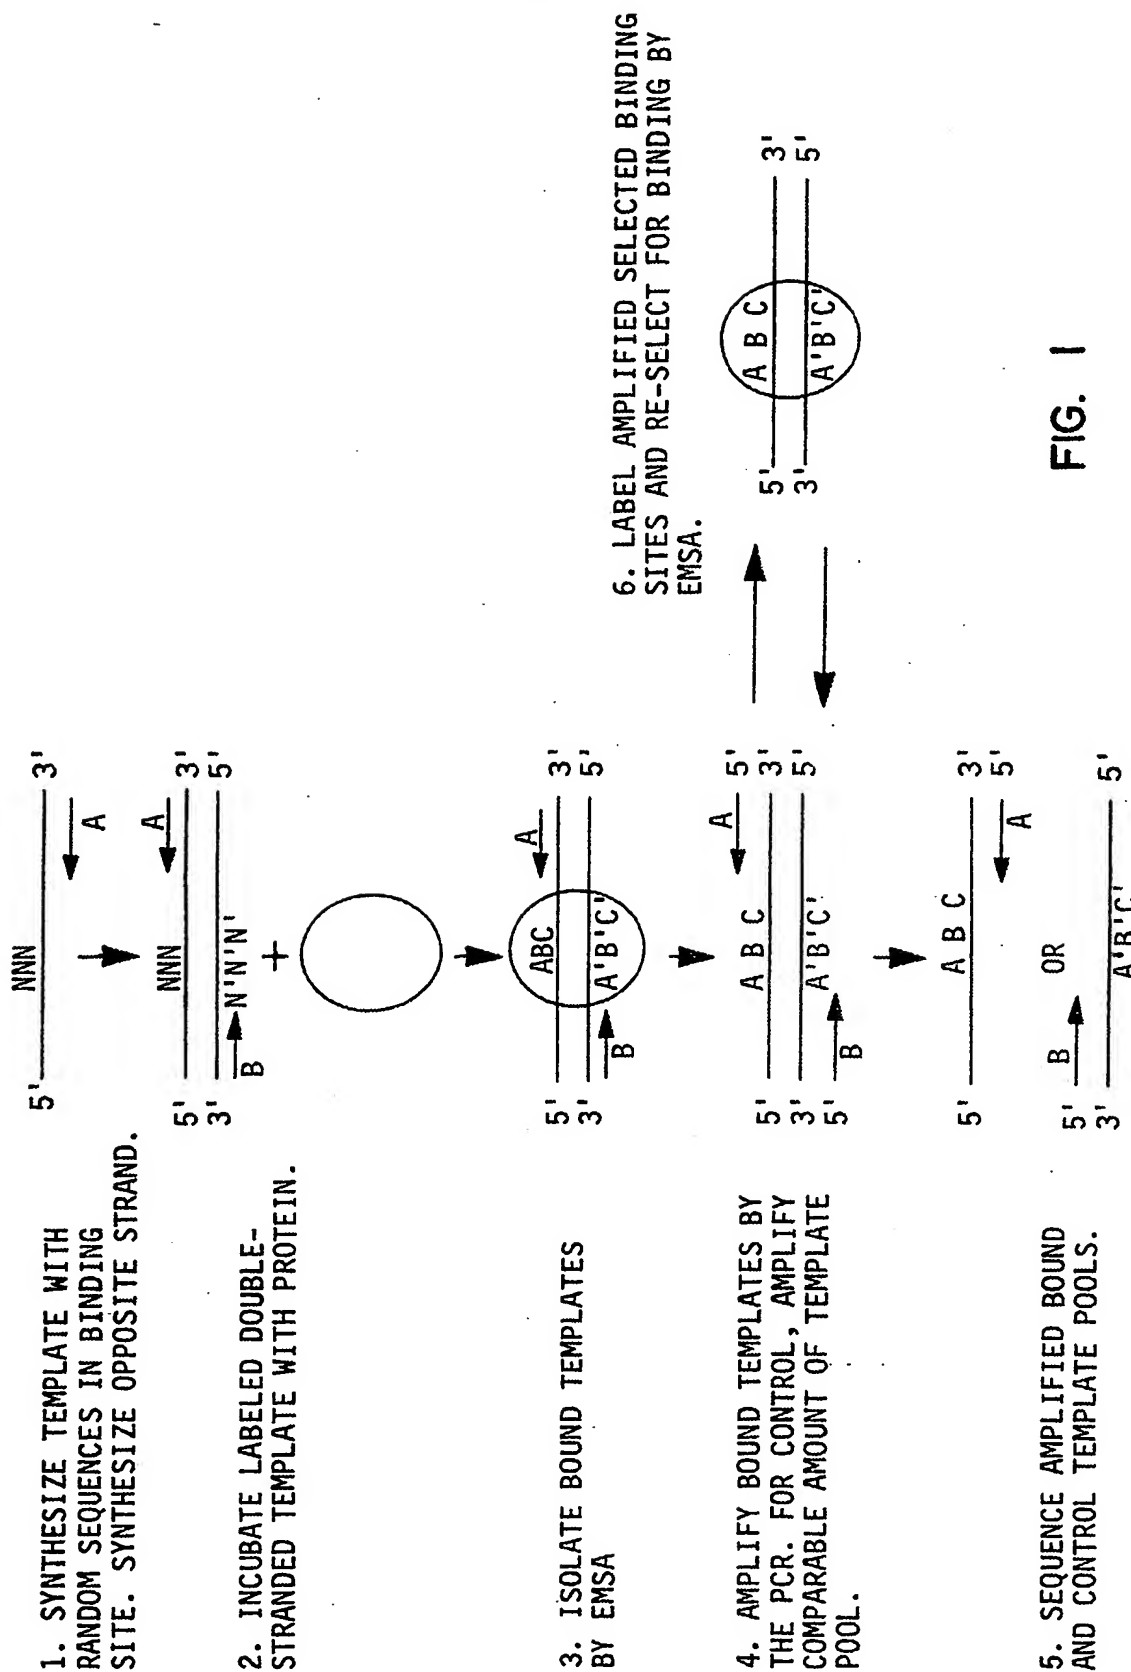 1. SYNTHESIZE TEMPLATE WITH
RANDOM SEQUENCES IN BINDING
SITE. SYNTHESIZE OPPOSITE STRAND.
5' NNN 3'
A
2. INCUBATE LABELED DOUBLE-
STRANDED TEMPLATE WITH PROTEIN.
A
5' NNN 3'
3' N'N'N' 5'
B
+
3. ISOLATE BOUND TEMPLATES
BY EMSA
A
5' ABC 3'
3' A'B'C' 5'
B
4. AMPLIFY BOUND TEMPLATES BY
THE PCR. FOR CONTROL, AMPLIFY
COMPARABLE AMOUNT OF TEMPLATE
POOL.
A 5'
5' A B C 3'
3' A'B'C' 5'
5' B
5. SEQUENCE AMPLIFIED BOUND
AND CONTROL TEMPLATE POOLS.
5' A B C 3'
A 5'
OR
5' B
3' A'B'C' 5'
6. LABEL AMPLIFIED SELECTED BINDING
SITES AND RE-SELECT FOR BINDING BY
EMSA.
5' A B C 3'
3' A'B'C' 5'
FIG. 1